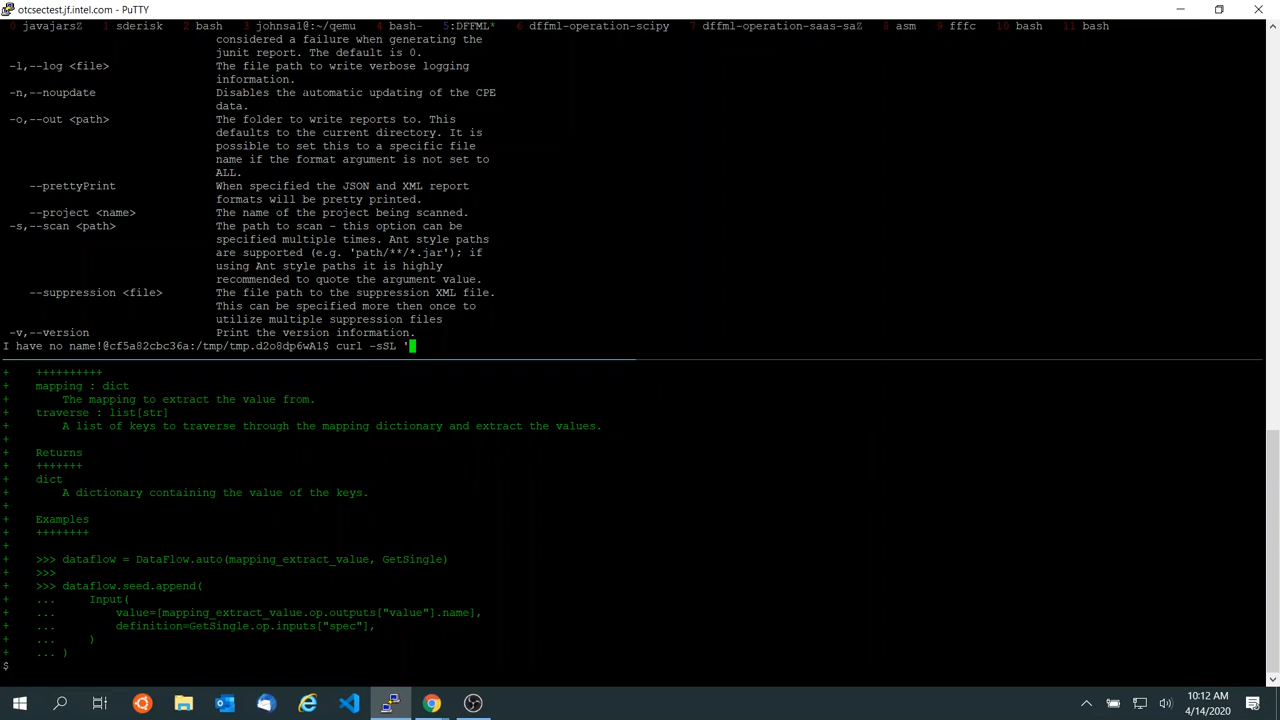 otcsectest.jf.intel.com - PuTTY
0 javajarsZ 1 sderisk 2 bash 3 johnsa1@:~/qemu 4 bash- 5:DFFML* 6 dffml-operation-scipy 7 dffml-operation-saas-saZ 8 asm 9 fffc 10 bash 11 bash
considered a failure when generating the
junit report. The default is 0.
-l,--log <file> The file path to write verbose logging
information.
-n,--noupdate Disables the automatic updating of the CPE
data.
-o,--out <path> The folder to write reports to. This
defaults to the current directory. It is
possible to set this to a specific file
name if the format argument is not set to
ALL.
--prettyPrint When specified the JSON and XML report
formats will be pretty printed.
--project <name> The name of the project being scanned.
-s,--scan <path> The path to scan - this option can be
specified multiple times. Ant style paths
are supported (e.g. 'path/**/*.jar'); if
using Ant style paths it is highly
recommended to quote the argument value.
--suppression <file> The file path to the suppression XML file.
This can be specified more then once to
utilize multiple suppression files
-v,--version Print the version information.
I have no name!@cf5a82cbc36a:/tmp/tmp.d2o8dp6wA1$ curl -sSL '
+ ++++++++++
+ mapping : dict
+ The mapping to extract the value from.
+ traverse : list[str]
+ A list of keys to traverse through the mapping dictionary and extract the values.
+
+ Returns
+ +++++++
+ dict
+ A dictionary containing the value of the keys.
+
+ Examples
+ ++++++++
+
+ >>> dataflow = DataFlow.auto(mapping_extract_value, GetSingle)
+ >>>
+ >>> dataflow.seed.append(
+ ... Input(
+ ... value=[mapping_extract_value.op.outputs["value"].name],
+ ... definition=GetSingle.op.inputs["spec"],
+ ... )
+ ... )
$
10:12 AM
4/14/2020